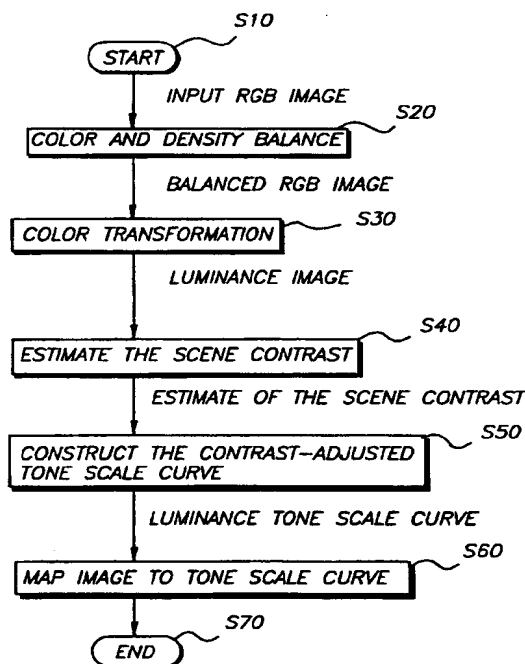 S10
START
INPUT RGB IMAGE
S20
COLOR AND DENSITY BALANCE
BALANCED RGB IMAGE
S30
COLOR TRANSFORMATION
LUMINANCE IMAGE
S40
ESTIMATE THE SCENE CONTRAST
ESTIMATE OF THE SCENE CONTRAST
S50
CONSTRUCT THE CONTRAST-ADJUSTED
TONE SCALE CURVE
LUMINANCE TONE SCALE CURVE
S60
MAP IMAGE TO TONE SCALE CURVE
S70
END